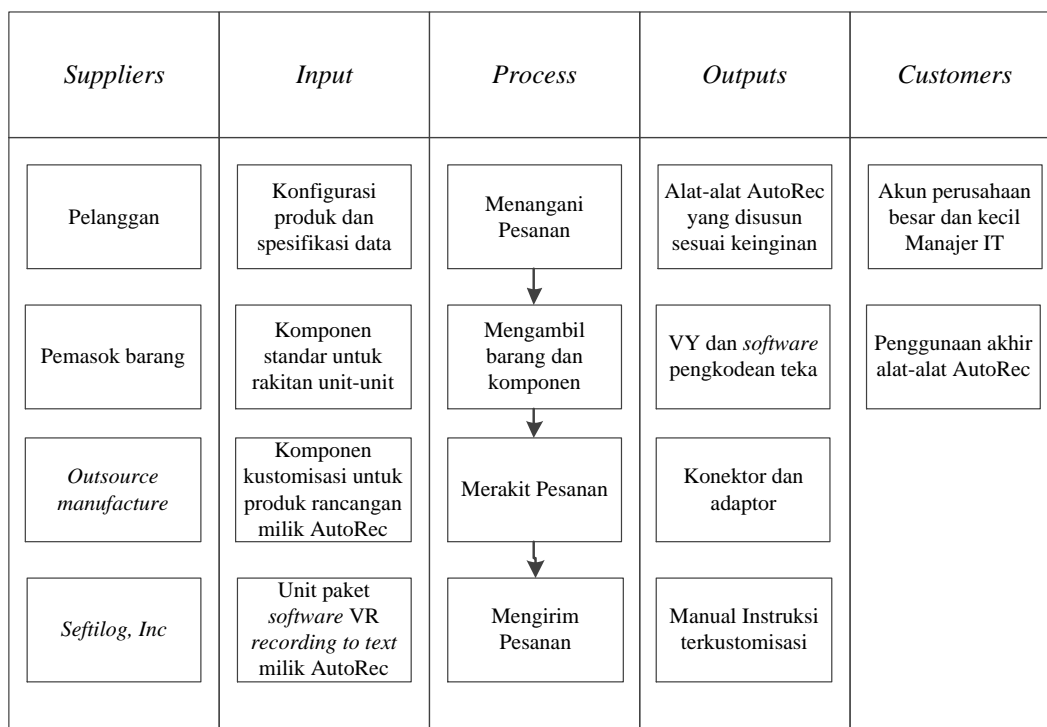 Suppliers
Input
Process
Outputs
Customers
Pelanggan
Konfigurasi
produk dan
spesifikasi data
Menangani
Pesanan
Alat-alat AutoRec
yang disusun
sesuai keinginan
Akun perusahaan
besar dan kecil
Manajer IT
Pemasok barang
Komponen
standar untuk
rakitan unit-unit
Mengambil
barang dan
komponen
VY dan software
pengkodean teka
Penggunaan akhir
alat-alat AutoRec
Outsource
manufacture
Komponen
kustomisasi untuk
produk rancangan
milik AutoRec
Merakit Pesanan
Konektor dan
adaptor
Seftilog, Inc
Unit paket
software VR
recording to text
milik AutoRec
Mengirim
Pesanan
Manual Instruksi
terkustomisasi